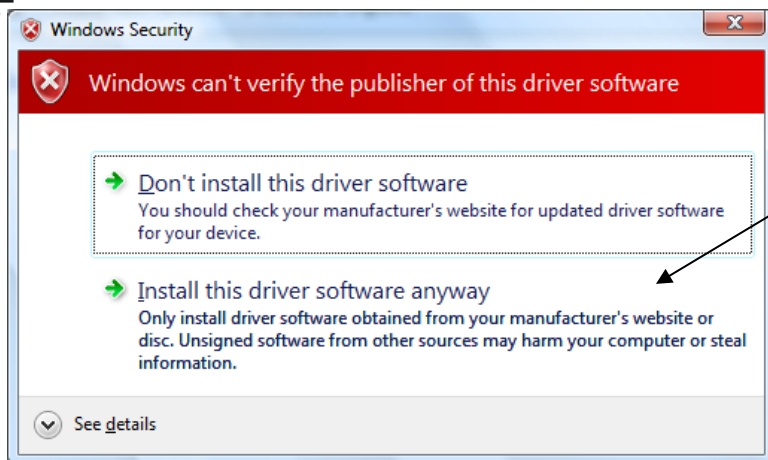 Windows Security
Windows can't verify the publisher of this driver software
Don't install this driver software
You should check your manufacturer's website for updated driver software
for your device.
Install this driver software anyway
Only install driver software obtained from your manufacturer's website or
disc. Unsigned software from other sources may harm your computer or steal
information.
See details